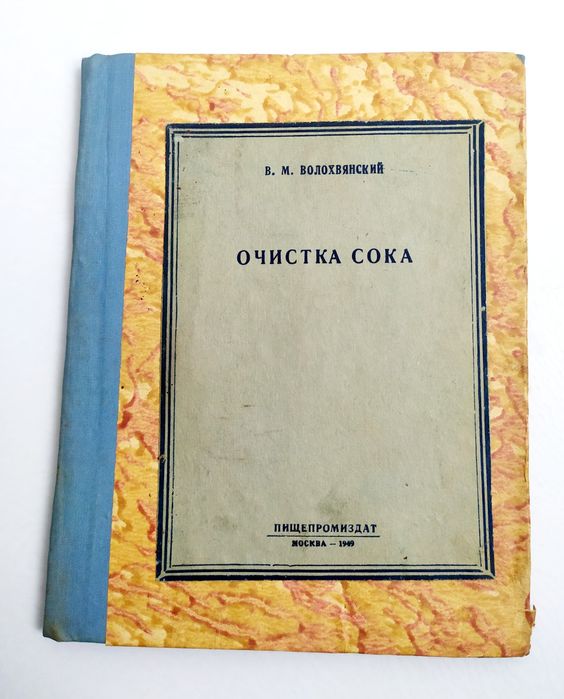 В. М. ВОЛОХВЯНСКИЙ
ОЧИСТКА СОКА
ПИЩЕПРОМИЗДАТ
МОСКВА — 1949